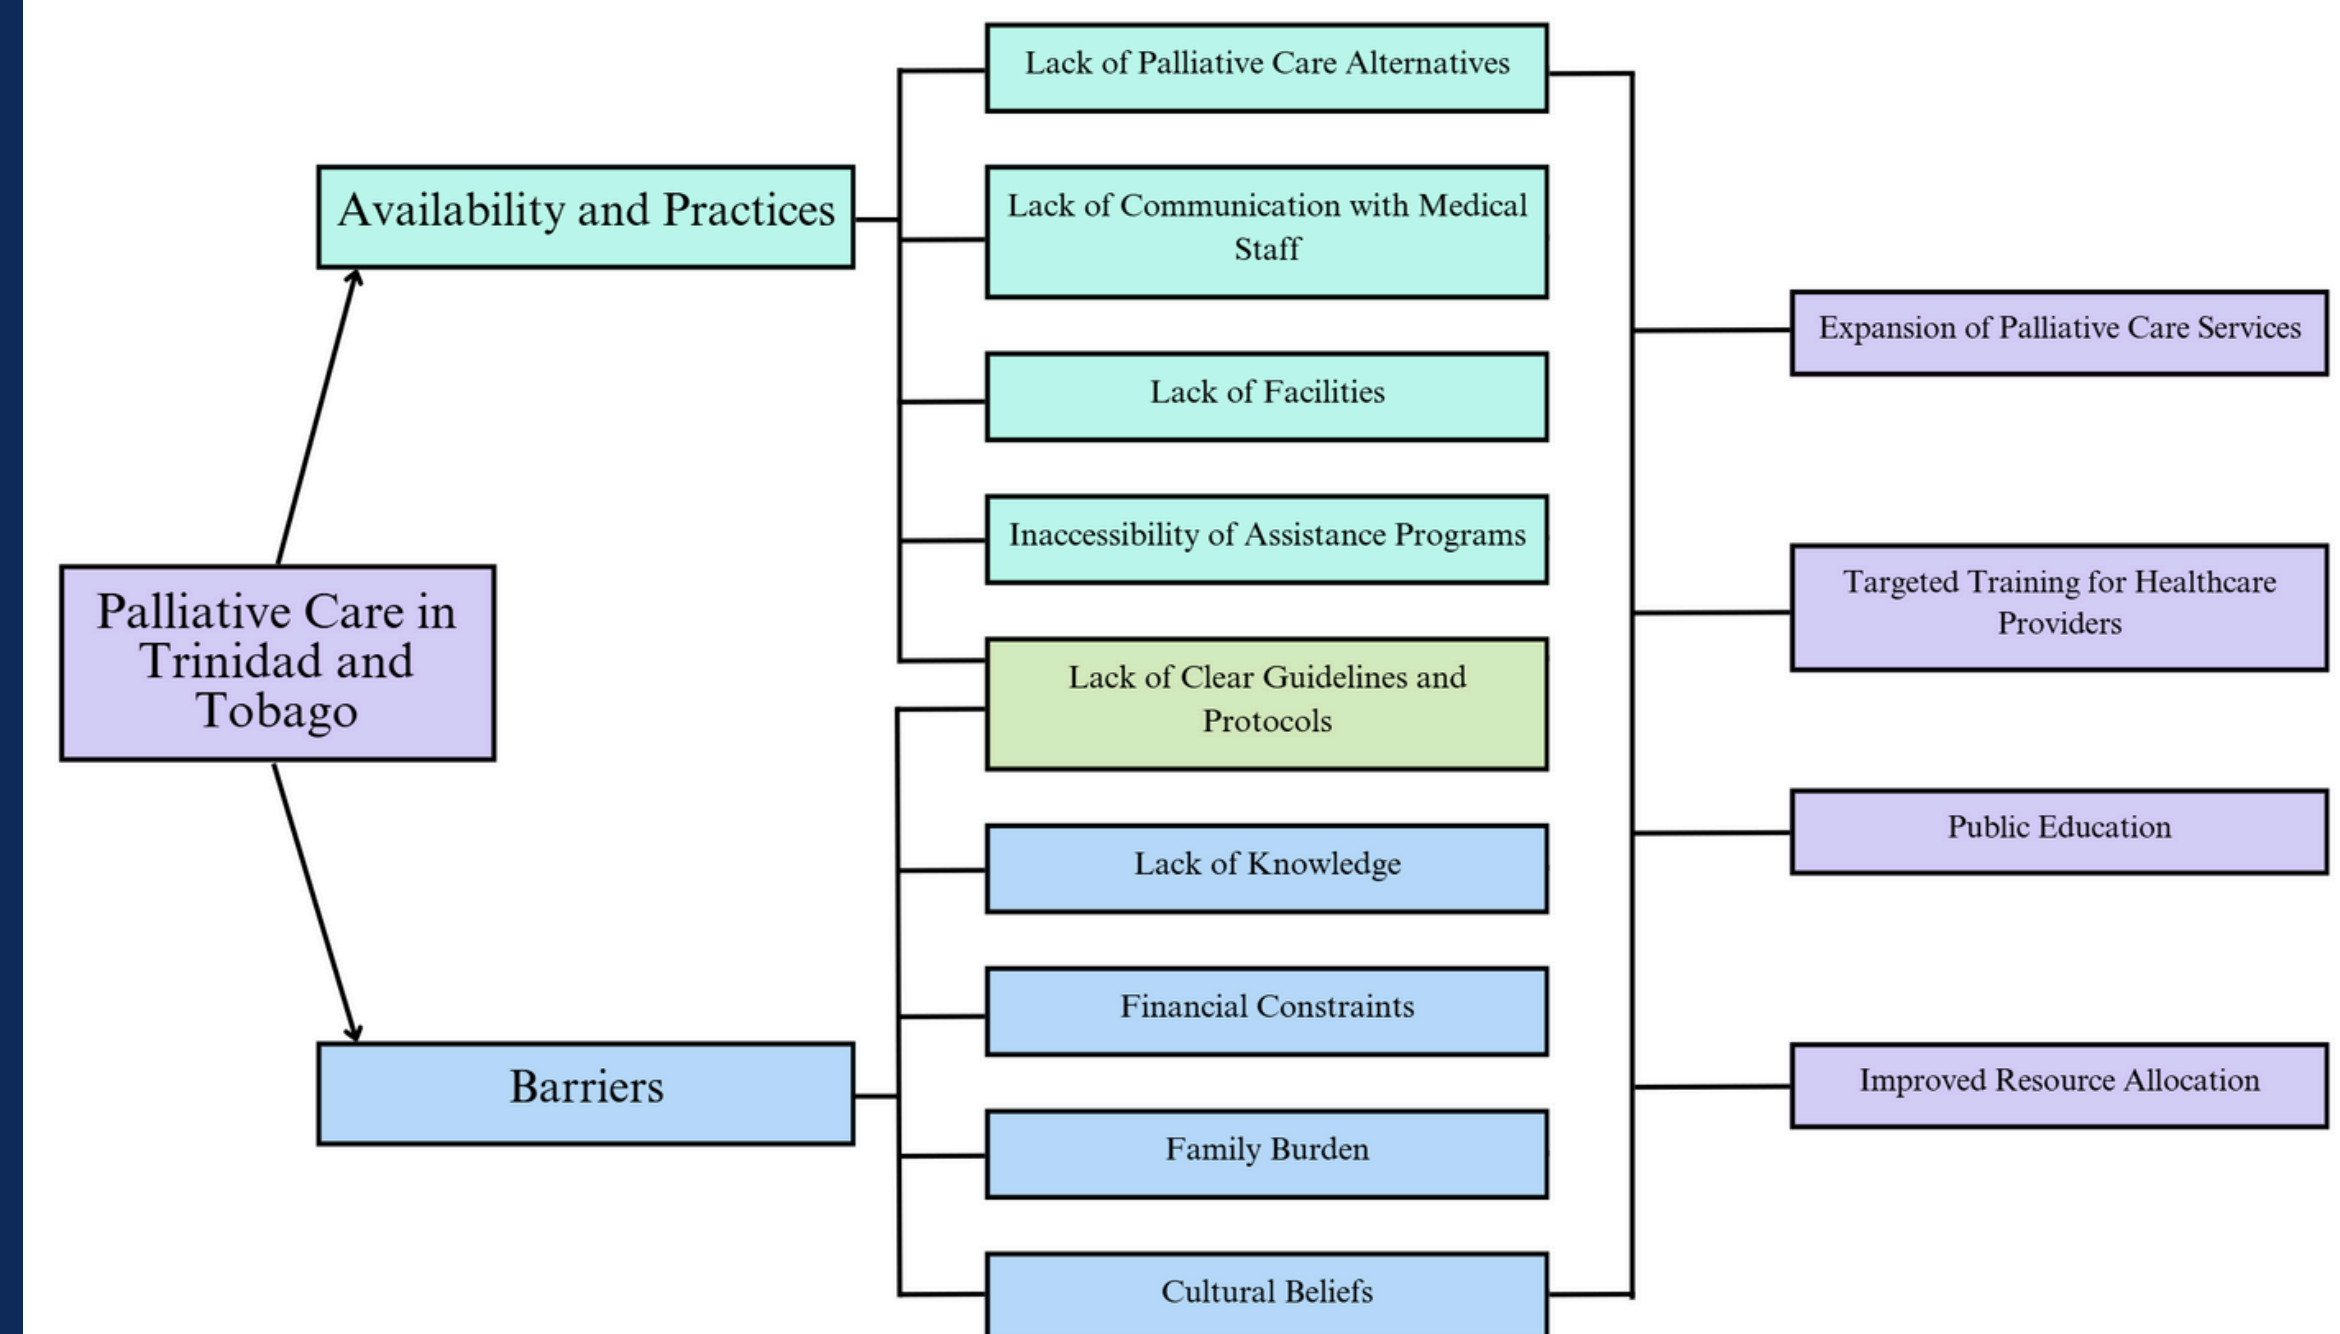 Palliative Care in
Trinidad and
Tobago
Availability and Practices
Barriers
Lack of Palliative Care Alternatives
Lack of Communication with Medical
Staff
Lack of Facilities
Inaccessibility of Assistance Programs
Lack of Clear Guidelines and
Protocols
Lack of Knowledge
Financial Constraints
Family Burden
Cultural Beliefs
Expansion of Palliative Care Services
Targeted Training for Healthcare
Providers
Public Education
Improved Resource Allocation